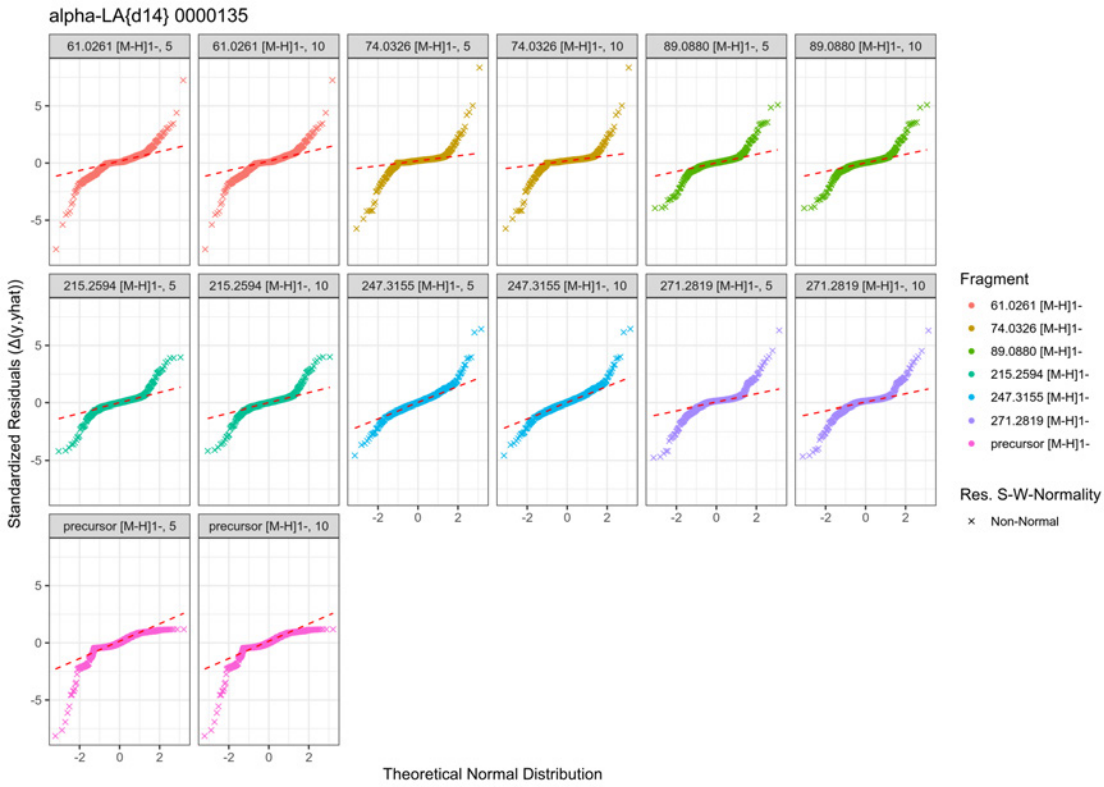 alpha-LA{d14} 0000135
61.0261 [M-H]1-, 5
61.0261 [M-H]1-, 10
74.0326 [M-H]1-, 5
74.0326 [M-H]1-, 10
89.0880 [M-H]1-, 5
89.0880 [M-H]1-, 10
5
0
-5
215.2594 [M-H]1-, 5
215.2594 [M-H]1-, 10
247.3155 [M-H]1-, 5
247.3155 [M-H]1-, 10
271.2819 [M-H]1-, 5
271.2819 [M-H]1-, 10
5
0
-5
-2 0 2
-2 0 2
-2 0 2
-2 0 2
precursor [M-H]1-, 5
precursor [M-H]1-, 10
5
0
-5
-2 0 2
-2 0 2
Standardized Residuals (Δ(y,yhat))
Theoretical Normal Distribution
Fragment
61.0261 [M-H]1-
74.0326 [M-H]1-
89.0880 [M-H]1-
215.2594 [M-H]1-
247.3155 [M-H]1-
271.2819 [M-H]1-
precursor [M-H]1-
Res. S-W-Normality
Non-Normal